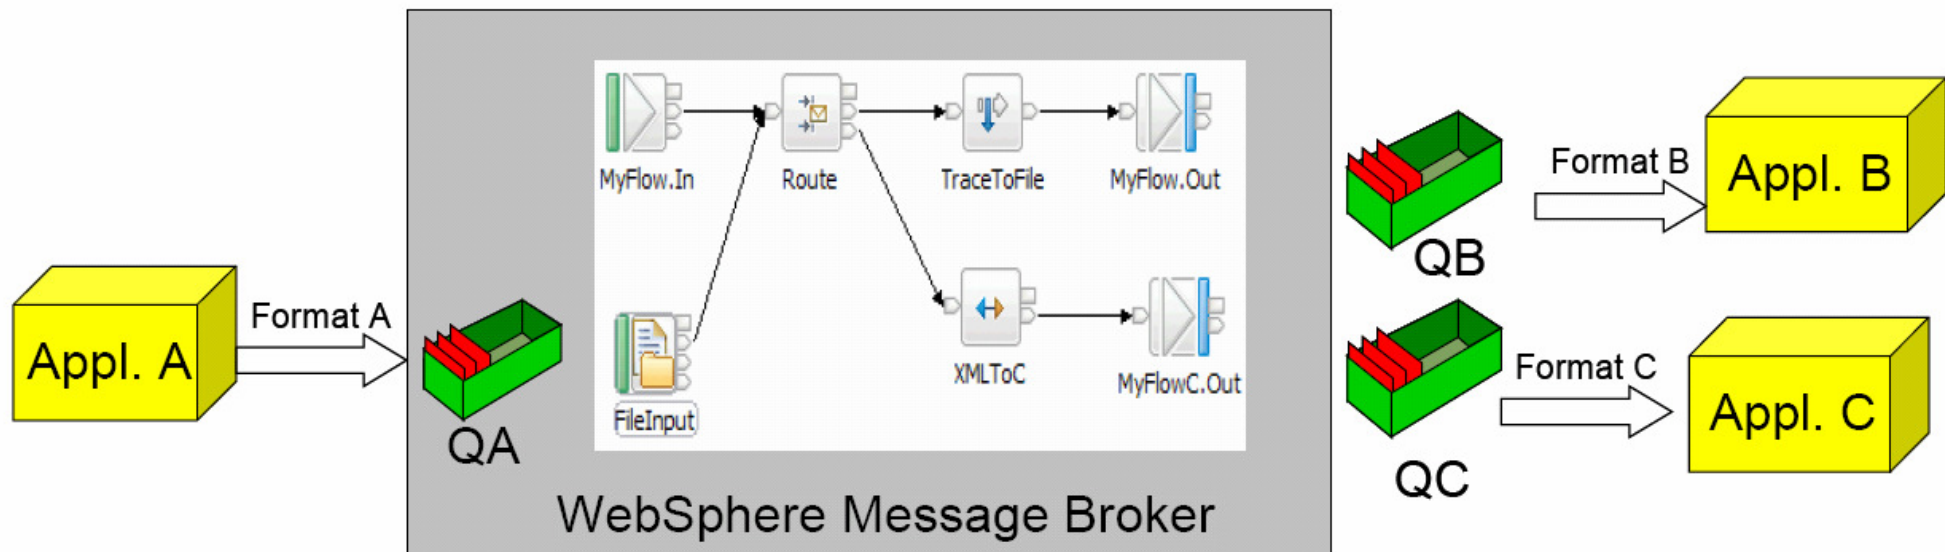 Appl. A
Format A
QA
MyFlow.In
Route
TraceToFile
MyFlow.Out
FileInput
XMLToC
MyFlowC.Out
WebSphere Message Broker
QB
Format B
Appl. B
QC
Format C
Appl. C